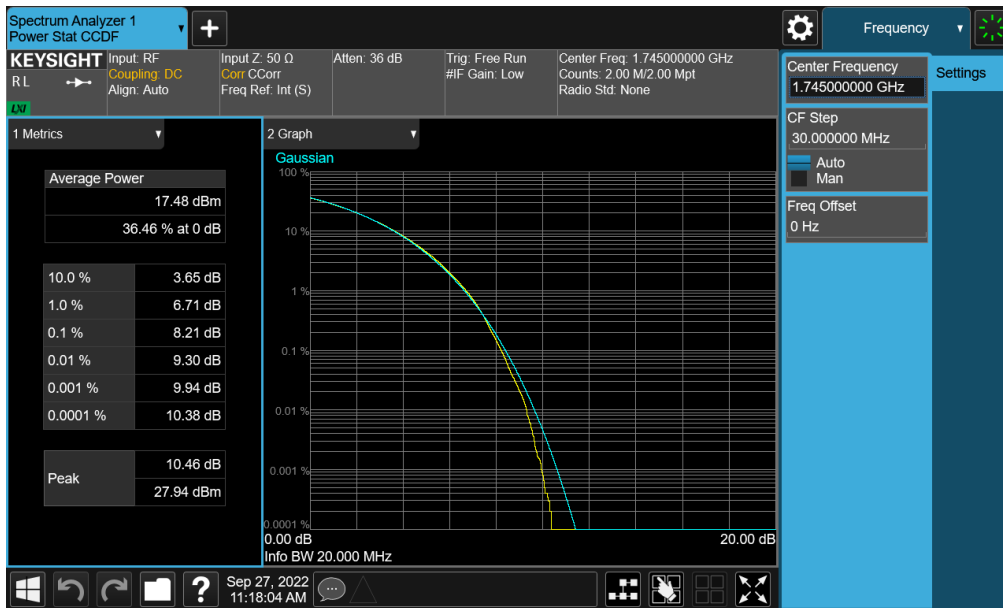 Spectrum Analyzer 1
Power Stat CCDF
+
Frequency
KEYSIGHT
R L
LXI
Input: RF
Coupling: DC
Align: Auto
Input Z: 50 Ω
Corr CCorr
Freq Ref: Int (S)
Atten: 36 dB
Trig: Free Run
#IF Gain: Low
Center Freq: 1.745000000 GHz
Counts: 2.00 M/2.00 Mpt
Radio Std: None
Center Frequency
1.745000000 GHz
Settings
CF Step
30.000000 MHz
Auto
Man
Freq Offset
0 Hz
1 Metrics
Average Power
17.48 dBm
36.46 % at 0 dB
10.0 % 3.65 dB
1.0 % 6.71 dB
0.1 % 8.21 dB
0.01 % 9.30 dB
0.001 % 9.94 dB
0.0001 % 10.38 dB
Peak
10.46 dB
27.94 dBm
2 Graph
Gaussian
100 %
10 %
1 %
0.1 %
0.01 %
0.001 %
0.0001 %
0.00 dB 20.00 dB
Info BW 20.000 MHz
?
Sep 27, 2022
11:18:04 AM